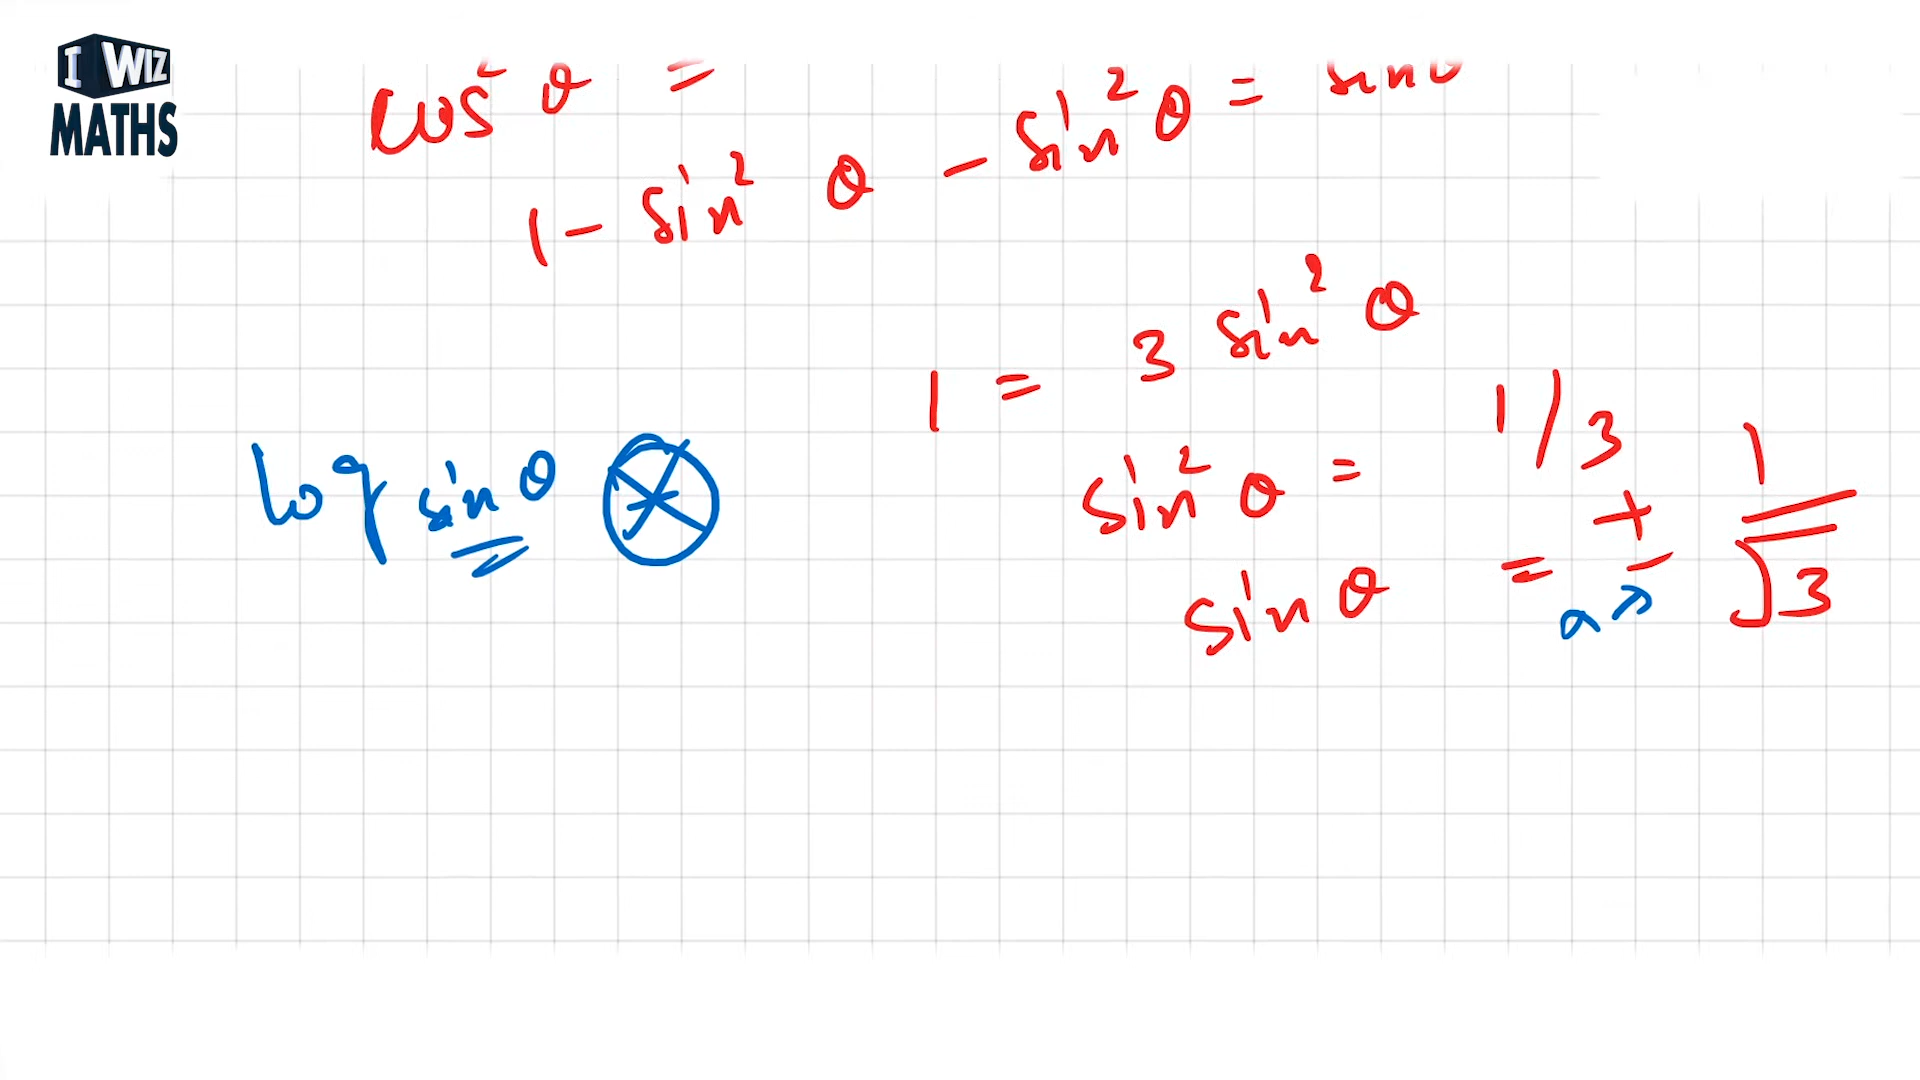 I WIZ
MATHS
cos² θ =
1 - sin² θ - sin² θ = sin θ
1 = 3 sin² θ
sin² θ = 1/3
sin θ = ± 1/√3
log sin θ